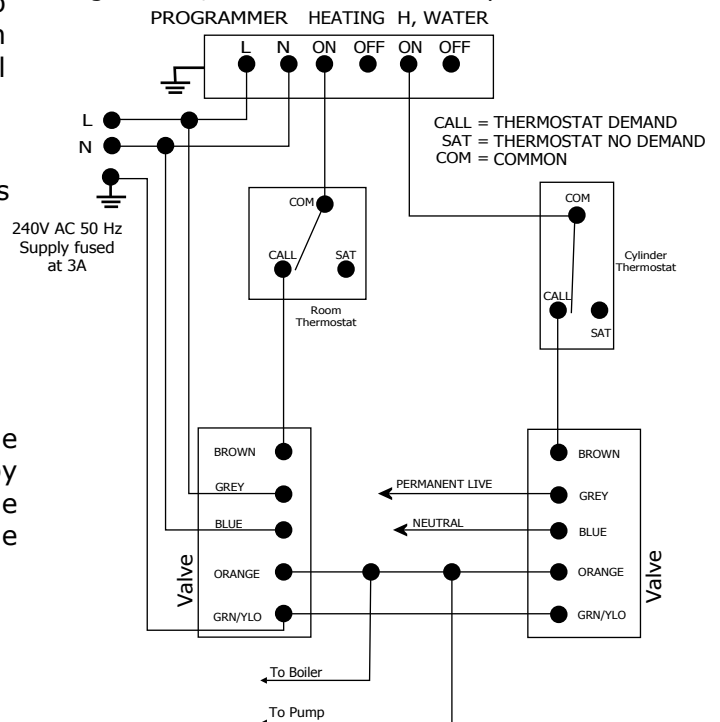 PROGRAMMER HEATING H, WATER
L N ON OFF ON OFF
L
N
240V AC 50 Hz
Supply fused
at 3A
CALL = THERMOSTAT DEMAND
SAT = THERMOSTAT NO DEMAND
COM = COMMON
COM
CALL
SAT
Room
Thermostat
COM
CALL
SAT
Cylinder
Thermostat
BROWN
GREY
BLUE
ORANGE
GRN/YLO
Valve
PERMANENT LIVE
NEUTRAL
BROWN
GREY
BLUE
ORANGE
GRN/YLO
Valve
To Boiler
To Pump